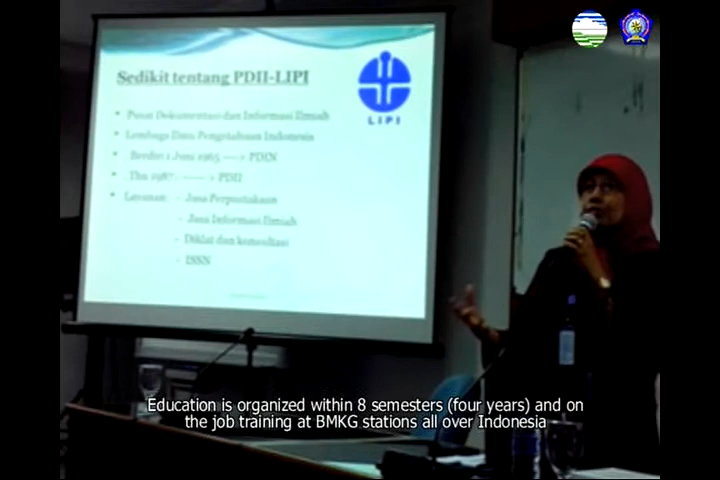 Sedikit tentang PDII-LIPI
Pusat Dokumentasi dan Informasi Ilmiah
Lembaga Ilmu Pengetahuan Indonesia
Berdiri 1 Juni 1965 ----> PDIN
Thn 1987 ------> PDII
Layanan - Jasa Perpustakaan
- Jasa Informasi Ilmiah
- Diklat dan konsultasi
- ISSN
LIPI
Education is organized within 8 semesters (four years) and on
the job training at BMKG stations all over Indonesia